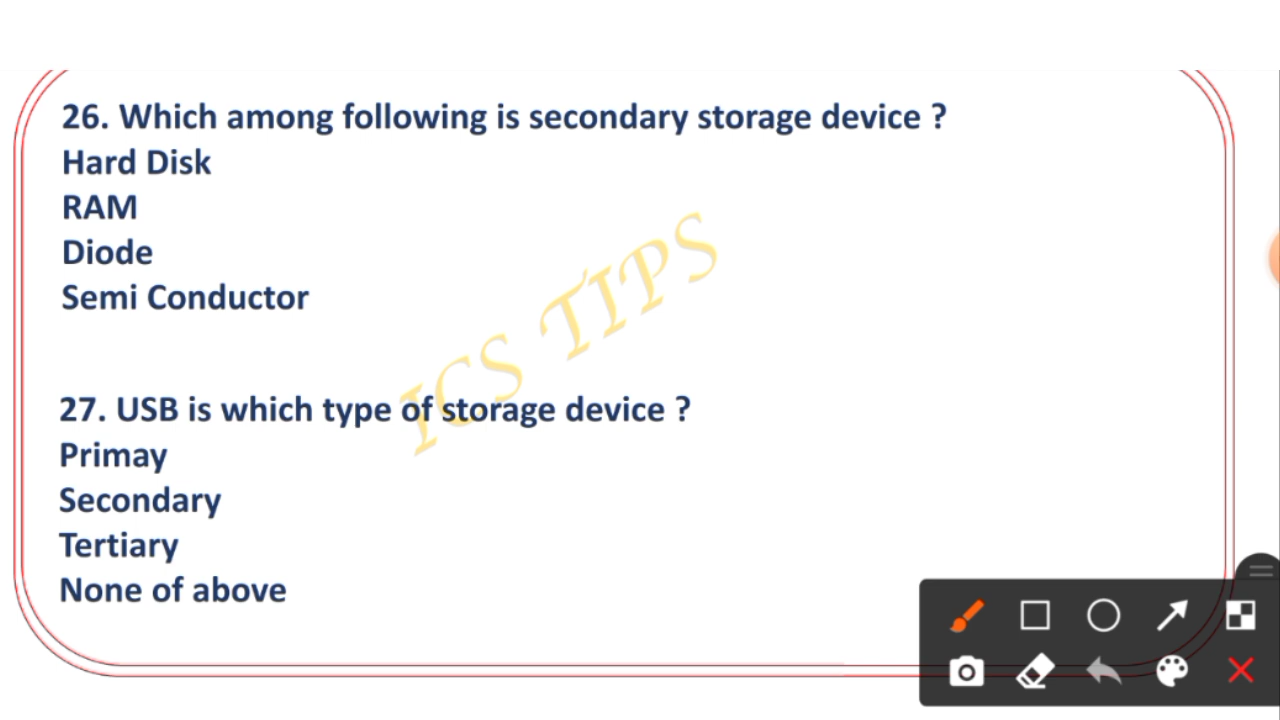 26. Which among following is secondary storage device ?
Hard Disk
RAM
Diode
Semi Conductor
ICS TIPS
27. USB is which type of storage device ?
Primay
Secondary
Tertiary
None of above